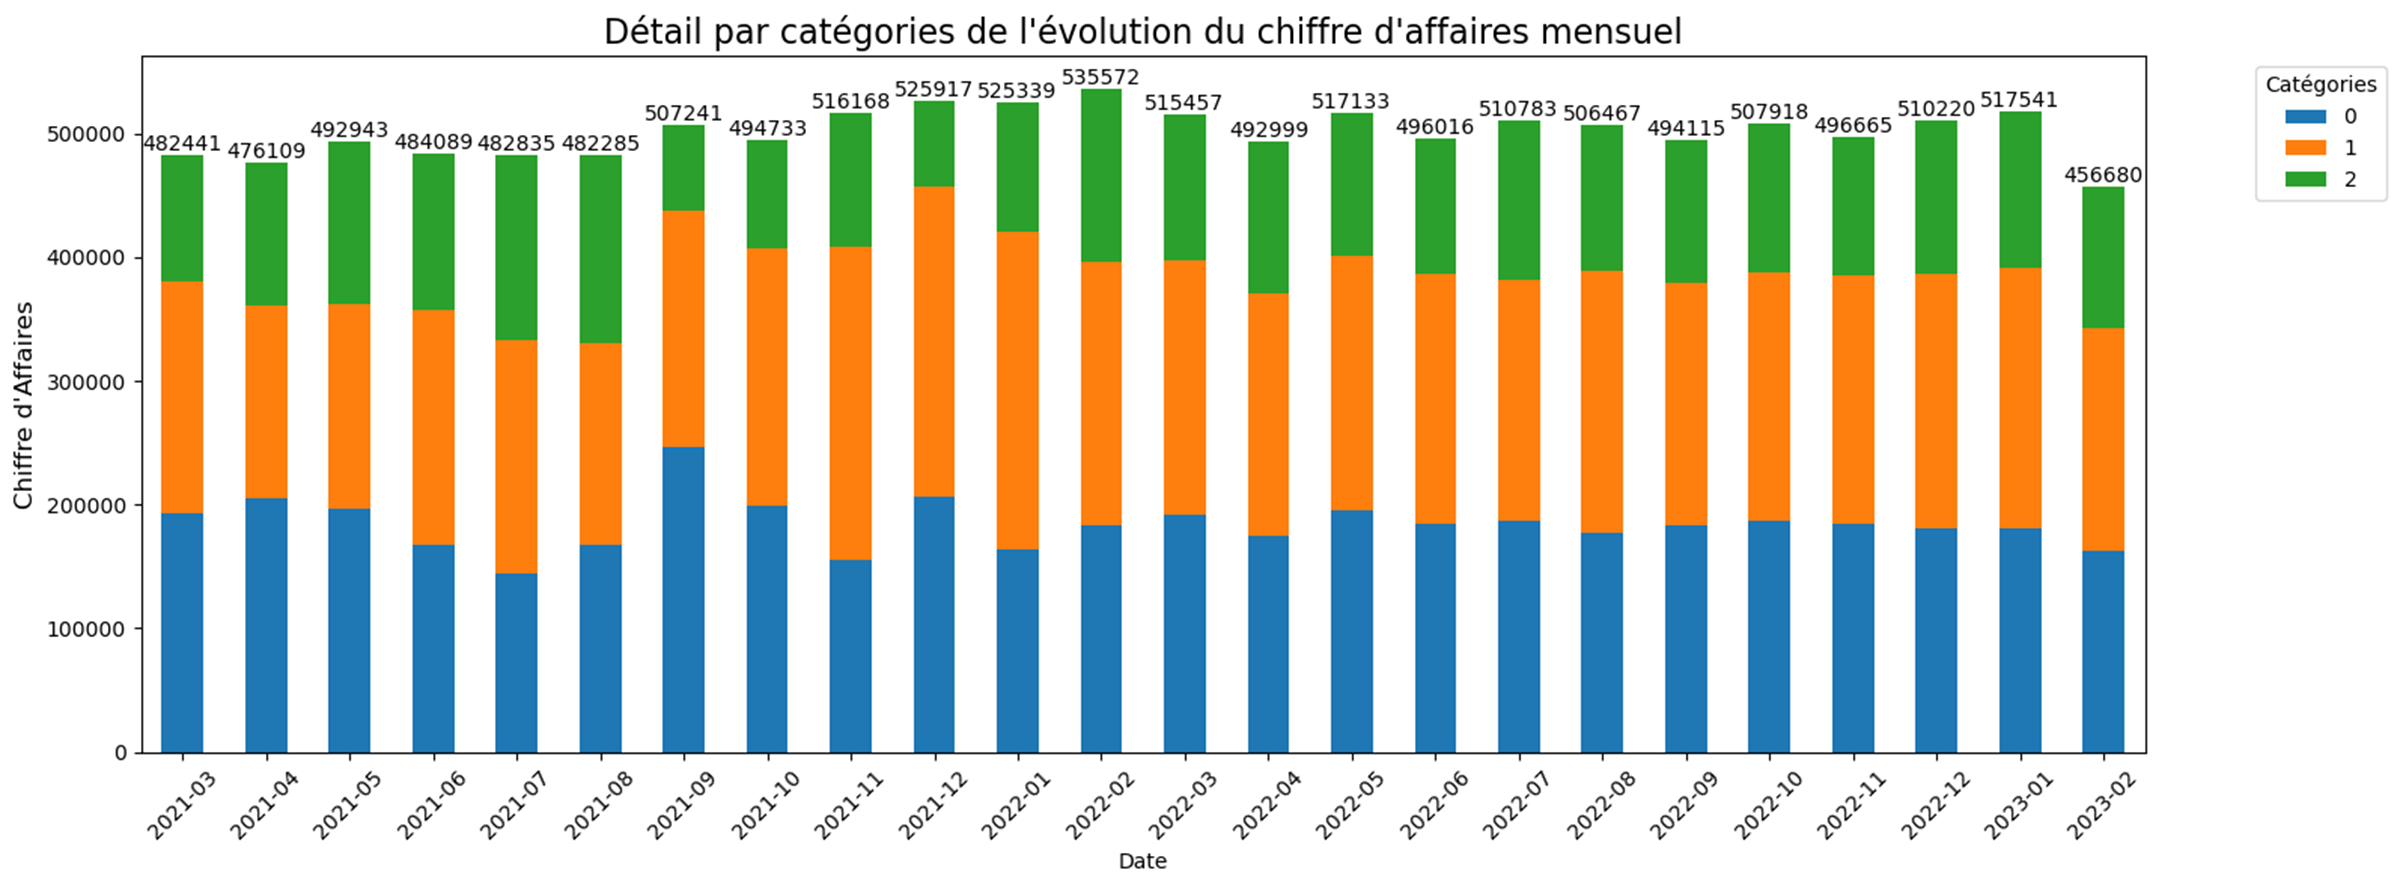 Détail par catégories de l'évolution du chiffre d'affaires mensuel
Catégories
0
1
2
Chiffre d'Affaires
500000
400000
300000
200000
100000
0
482441 476109 492943 484089 482835 482285 507241 494733 516168 525917 525339 535572 515457 492999 517133 496016 510783 506467 494115 507918 496665 510220 517541 456680
2021-03 2021-04 2021-05 2021-06 2021-07 2021-08 2021-09 2021-10 2021-11 2021-12 2022-01 2022-02 2022-03 2022-04 2022-05 2022-06 2022-07 2022-08 2022-09 2022-10 2022-11 2022-12 2023-01 2023-02
Date